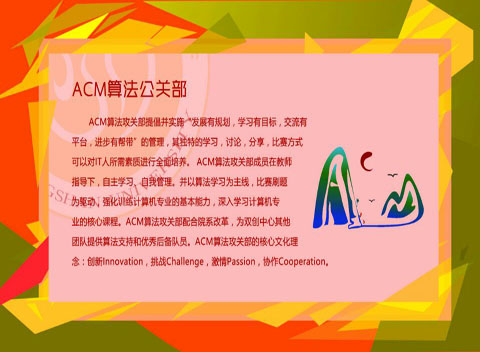 ACM算法公关部
ACM算法攻关部提倡并实施“发展有规划，学习有目标，交流有
平台，进步有帮带”的管理，其独特的学习，讨论，分享，比赛方式
可以对IT人所需素质进行全面培养。 ACM算法攻关部成员在教师
指导下，自主学习、自我管理。并以算法学习为主线，比赛刷题
为驱动，强化训练计算机专业的基本能力，深入学习计算机专
业的核心课程。ACM算法攻关部配合院系改革，为双创中心其他
团队提供算法支持和优秀后备队员。ACM算法攻关部的核心文化理
念：创新Innovation，挑战Challenge，激情Passion，协作Cooperation。